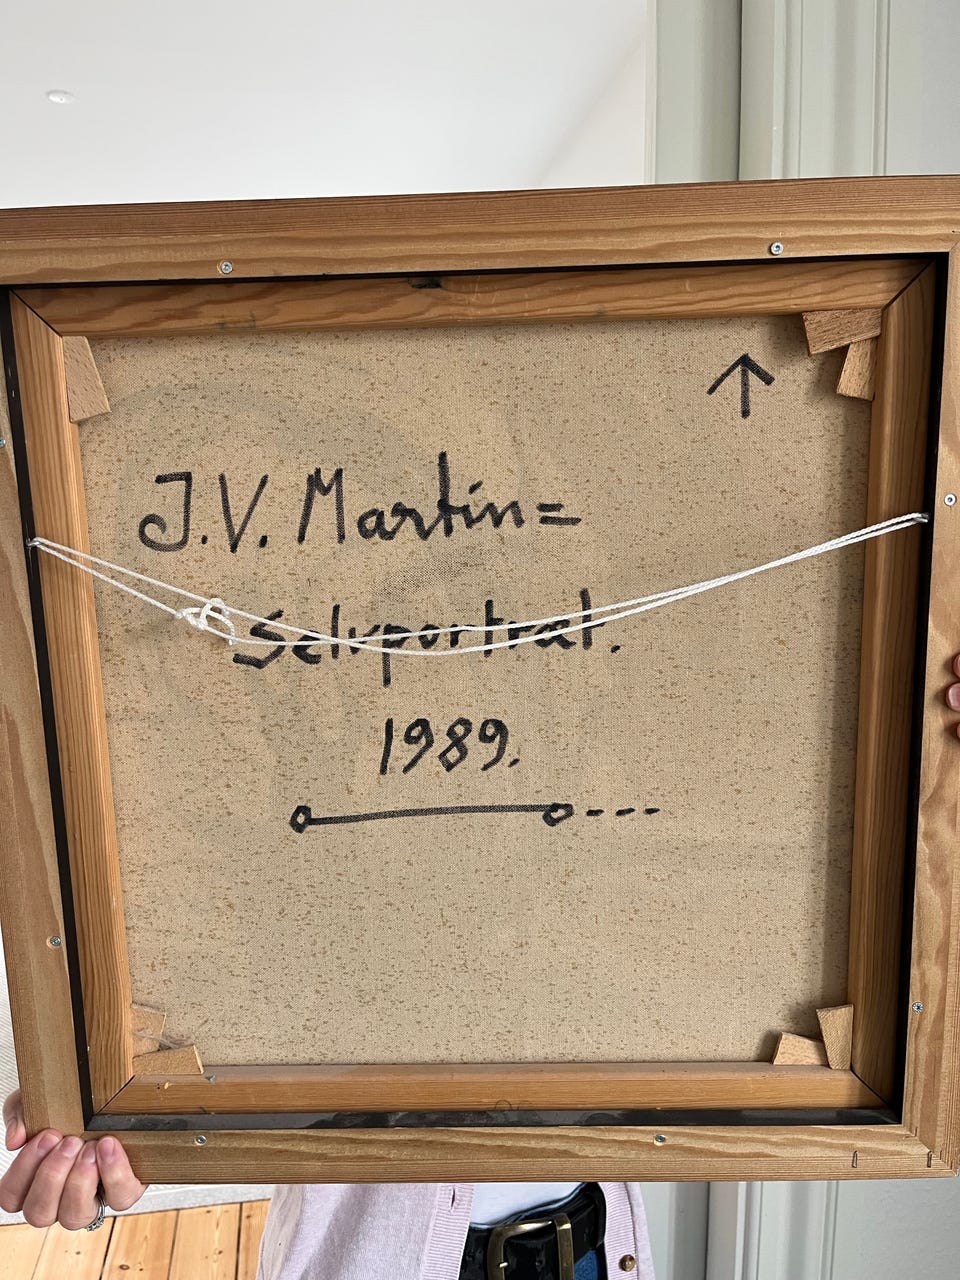 J.V. Martin=
Selvportræt.
1989.